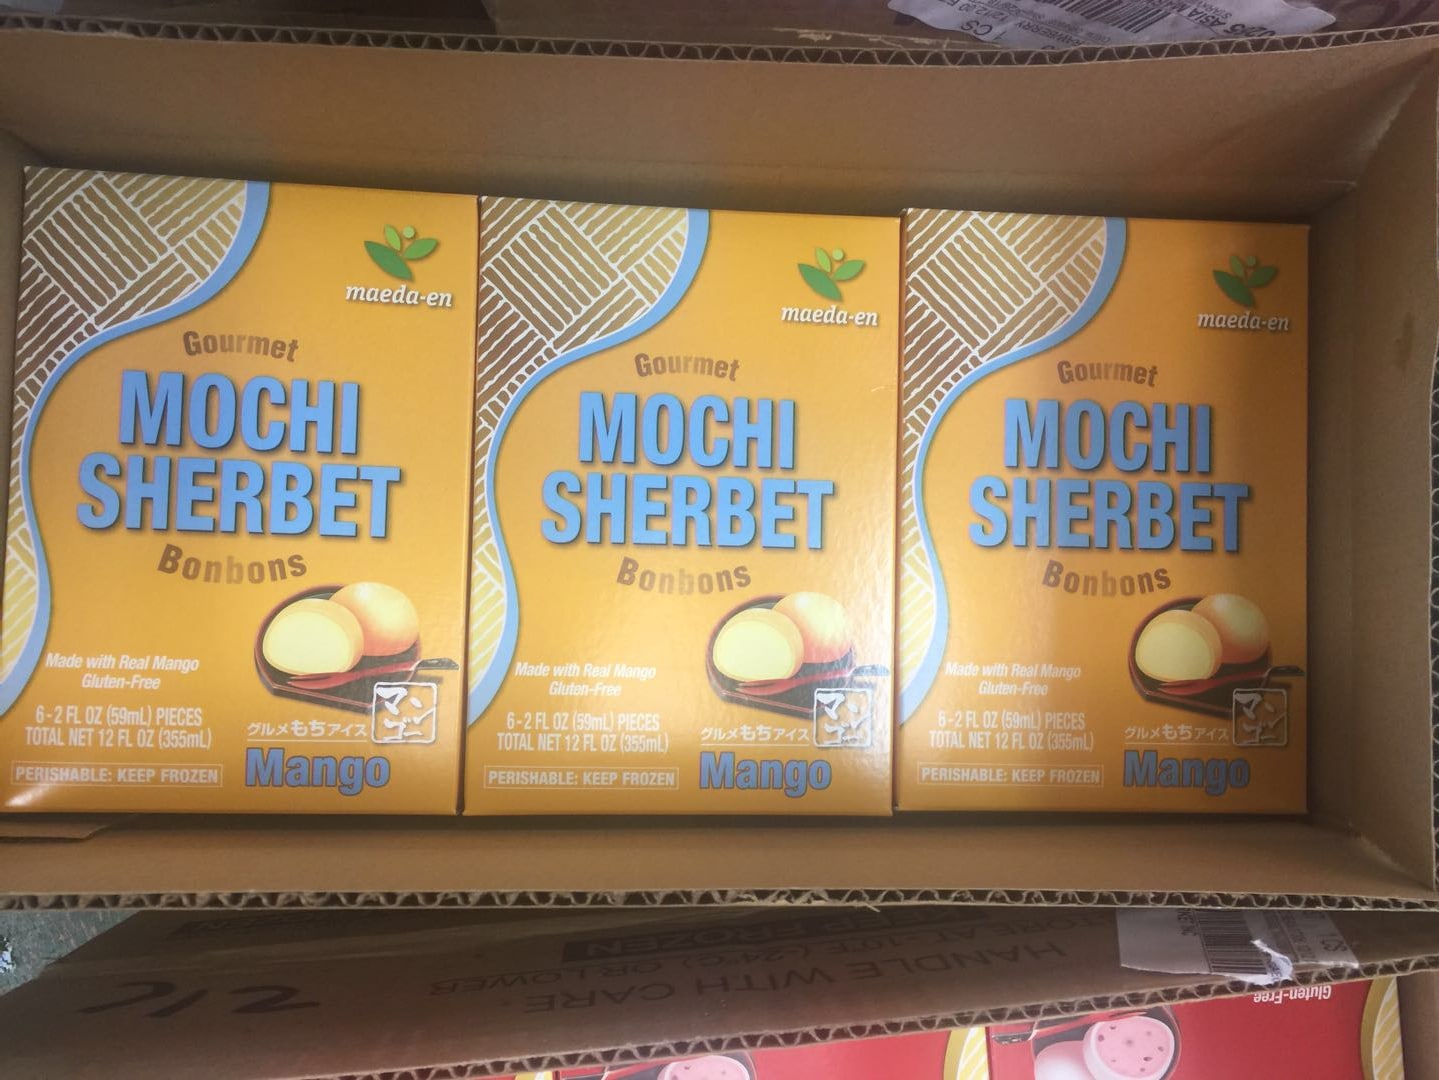 maeda-en
Gourmet
MOCHI
SHERBET
Bonbons
Made with Real Mango
Gluten-Free
6-2 FL OZ (59mL) PIECES
TOTAL NET 12 FL OZ (355mL)
PERISHABLE: KEEP FROZEN
グルメもちアイス
マンゴー
Mango
maeda-en
Gourmet
MOCHI
SHERBET
Bonbons
Made with Real Mango
Gluten-Free
6-2 FL OZ (59mL) PIECES
TOTAL NET 12 FL OZ (355mL)
PERISHABLE: KEEP FROZEN
グルメもちアイス
マンゴー
Mango
maeda-en
Gourmet
MOCHI
SHERBET
Bonbons
Made with Real Mango
Gluten-Free
6-2 FL OZ (59mL) PIECES
TOTAL NET 12 FL OZ (355mL)
PERISHABLE: KEEP FROZEN
グルメもちアイス
マンゴー
Mango
HANDLE WITH CARE
OR LOWER
FROZEN
Gluten-Free